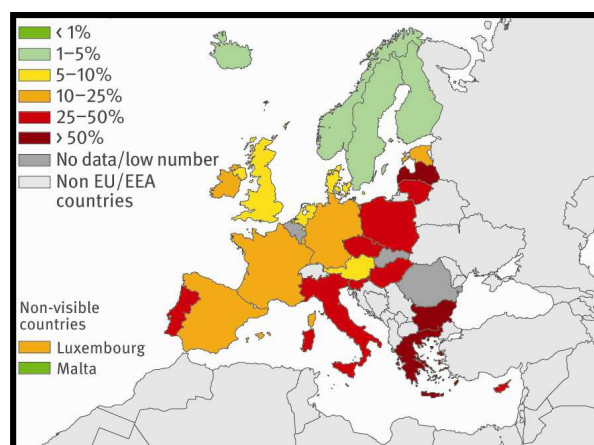 < 1%
1–5%
5–10%
10–25%
25–50%
> 50%
No data/low number
Non EU/EEA
countries
Non-visible
countries
Luxembourg
Malta